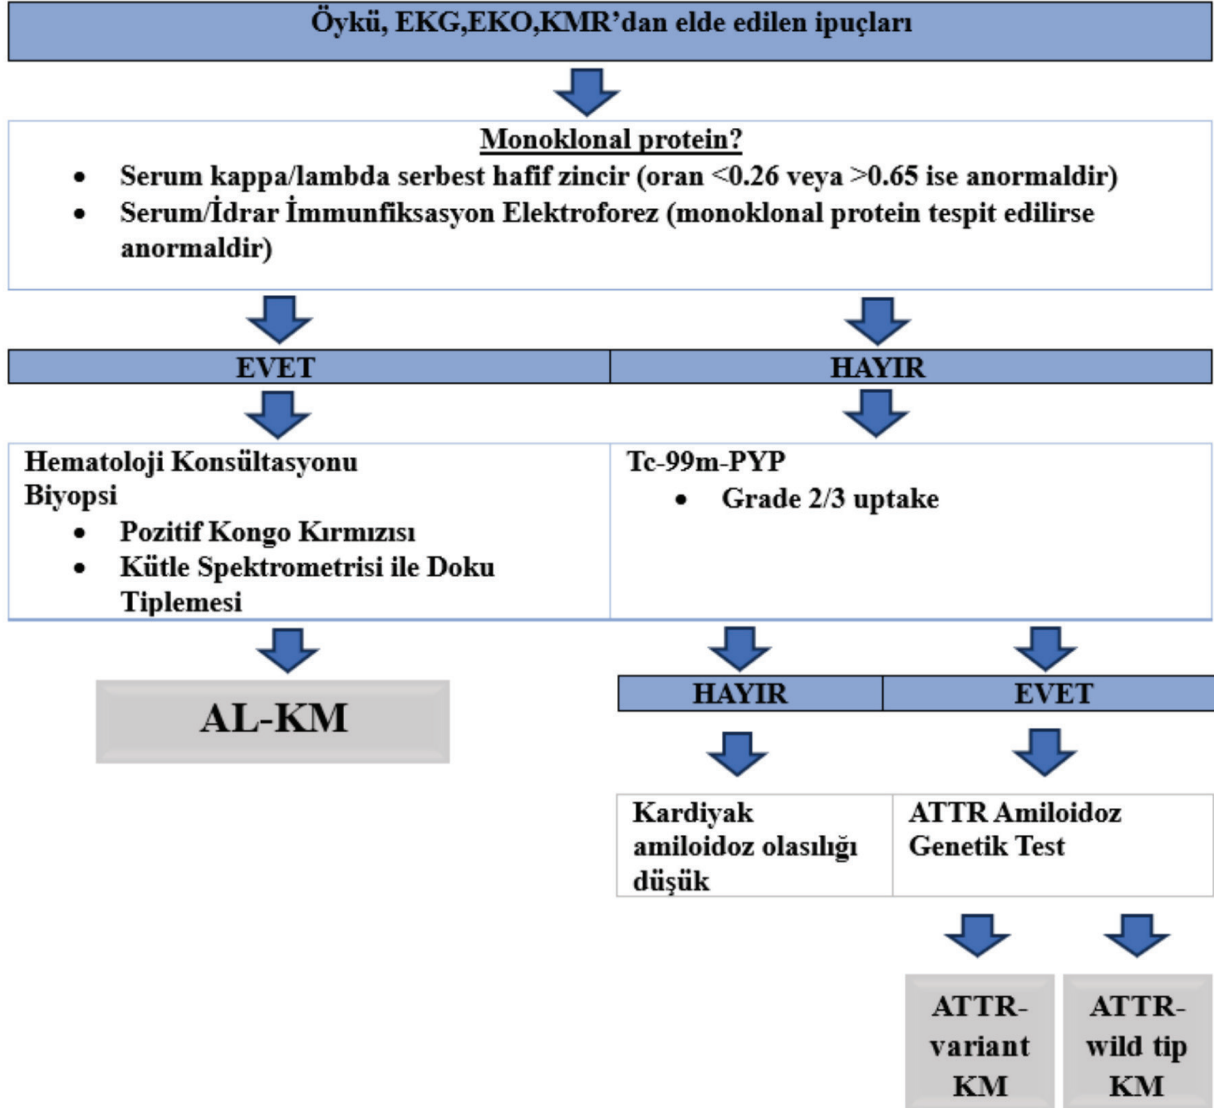 Öykü, EKG,EKO,KMR’dan elde edilen ipuçları
Monoklonal protein?
• Serum kappa/lambda serbest hafif zincir (oran <0.26 veya >0.65 ise anormaldir)
• Serum/İdrar İmmunfiksasyon Elektroforez (monoklonal protein tespit edilirse
anormaldir)
EVET
HAYIR
Hematoloji Konsültasyonu
Biyopsi
• Pozitif Kongo Kırmızısı
• Kütle Spektrometrisi ile Doku
Tiplemesi
Tc-99m-PYP
• Grade 2/3 uptake
AL-KM
HAYIR
EVET
Kardiyak
amiloidoz olasılığı
düşük
ATTR Amiloidoz
Genetik Test
ATTR-
variant
KM
ATTR-
wild tip
KM